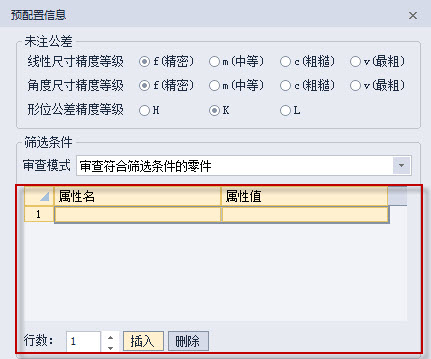 预配置信息
未注公差
线性尺寸精度等级 f(精密) m(中等) c(粗糙) v(最粗)
角度尺寸精度等级 f(精密) m(中等) c(粗糙) v(最粗)
形位公差精度等级 H K L
筛选条件
审查模式 审查符合筛选条件的零件
属性名 属性值
1
行数: 1 插入 删除